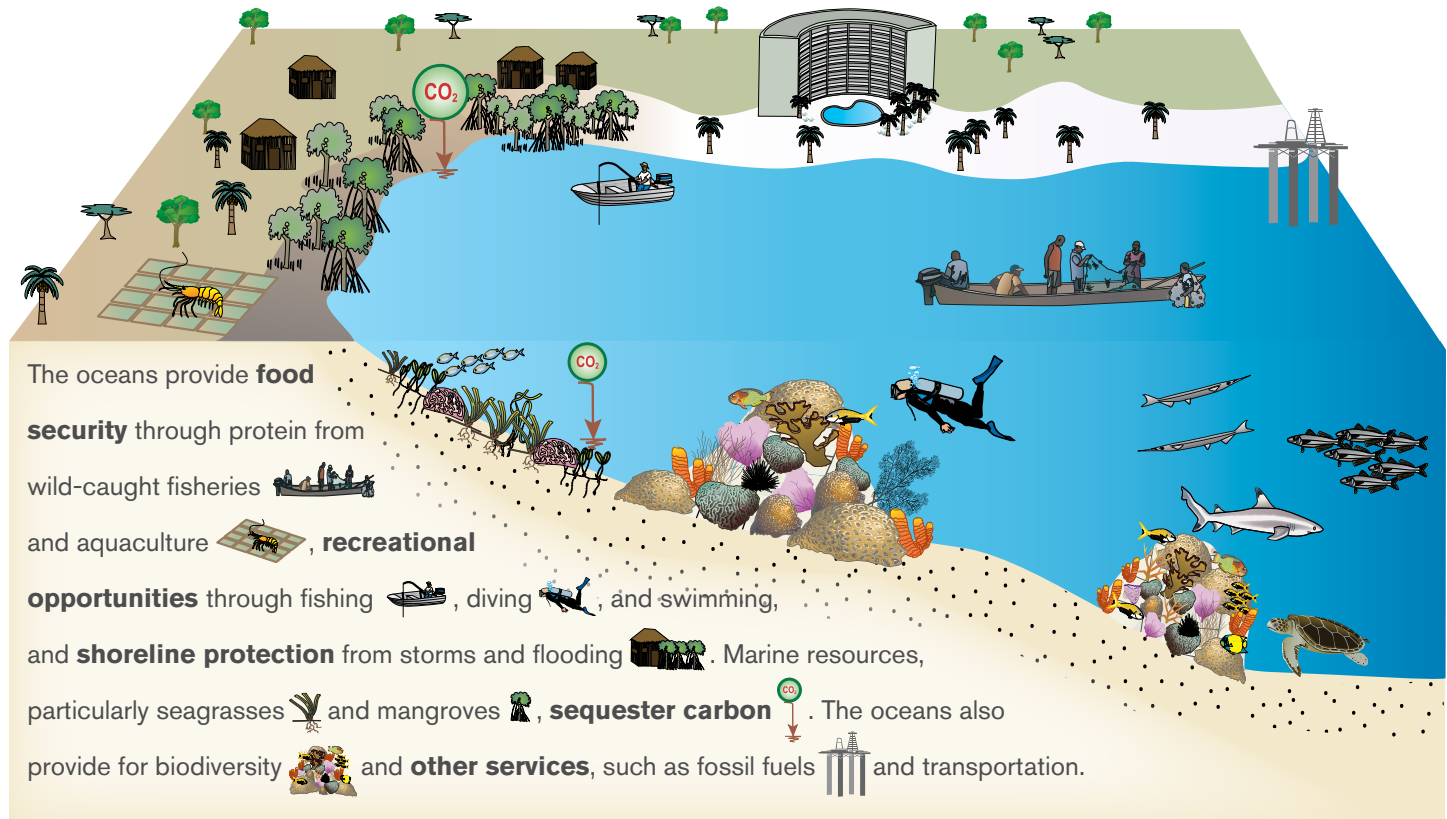 CO₂
CO₂
The oceans provide food
security through protein from
wild-caught fisheries
and aquaculture , recreational
opportunities through fishing , diving , and swimming,
and shoreline protection from storms and flooding . Marine resources,
particularly seagrasses and mangroves , sequester carbon CO₂ . The oceans also
provide for biodiversity and other services, such as fossil fuels and transportation.